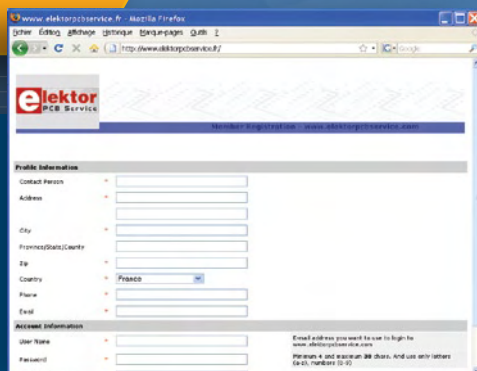 www.elektorpcbservice.fr - Mozilla Firefox
Fichier Édition Affichage Historique Marque-pages Outils ?
http://www.elektorpcbservice.fr/
Google
elektor
PCB Service
Member Registration - www.elektorpcbservice.com
Profile Information
Contact Person *
Address *
City *
Province/State/County
Zip *
Country * France
Phone *
Email *
Account Information
User Name * E-mail address you want to use to login to
www.elektorpcbservice.com
Password * Minimum 4 and maximum 30 chars. And use only letters
(a-z), numbers (0-9)